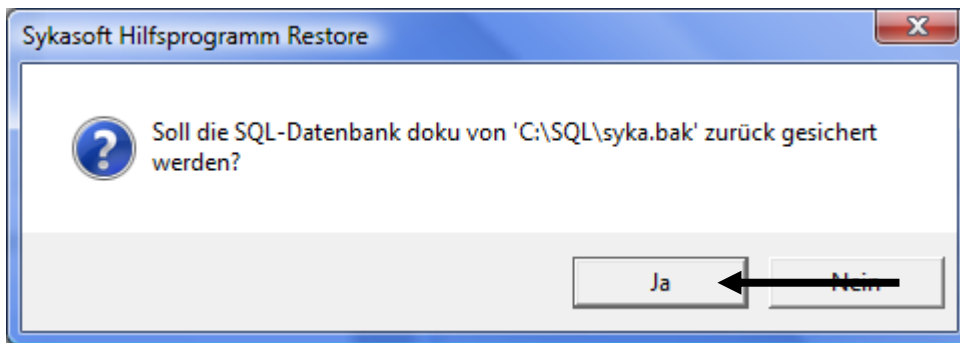 Sykasoft Hilfsprogramm Restore
Soll die SQL-Datenbank doku von 'C:\SQL\syka.bak' zurück gesichert
werden?
Ja
Nein